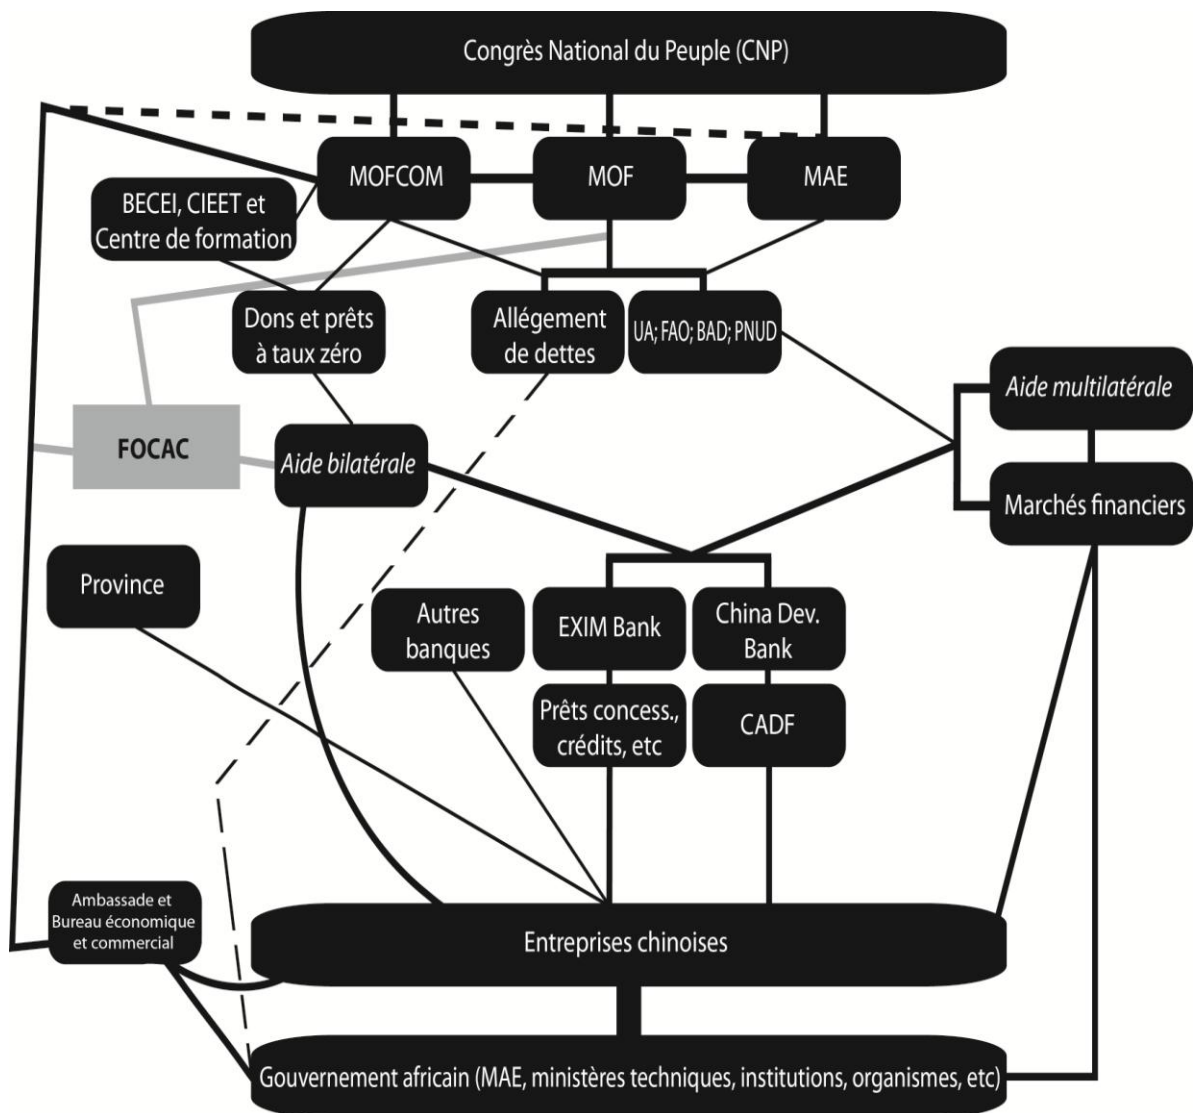 Congrès National du Peuple (CNP)
MOFCOM
MOF
MAE
BECEI, CIEET et
Centre de formation
Dons et prêts
à taux zéro
Allégement
de dettes
UA; FAO; BAD; PNUD
Aide multilatérale
FOCAC
Aide bilatérale
Marchés financiers
Province
Autres
banques
EXIM Bank
China Dev.
Bank
Prêts concess.,
crédits, etc
CADF
Ambassade et
Bureau économique
et commercial
Entreprises chinoises
Gouvernement africain (MAE, ministères techniques, institutions, organismes, etc)